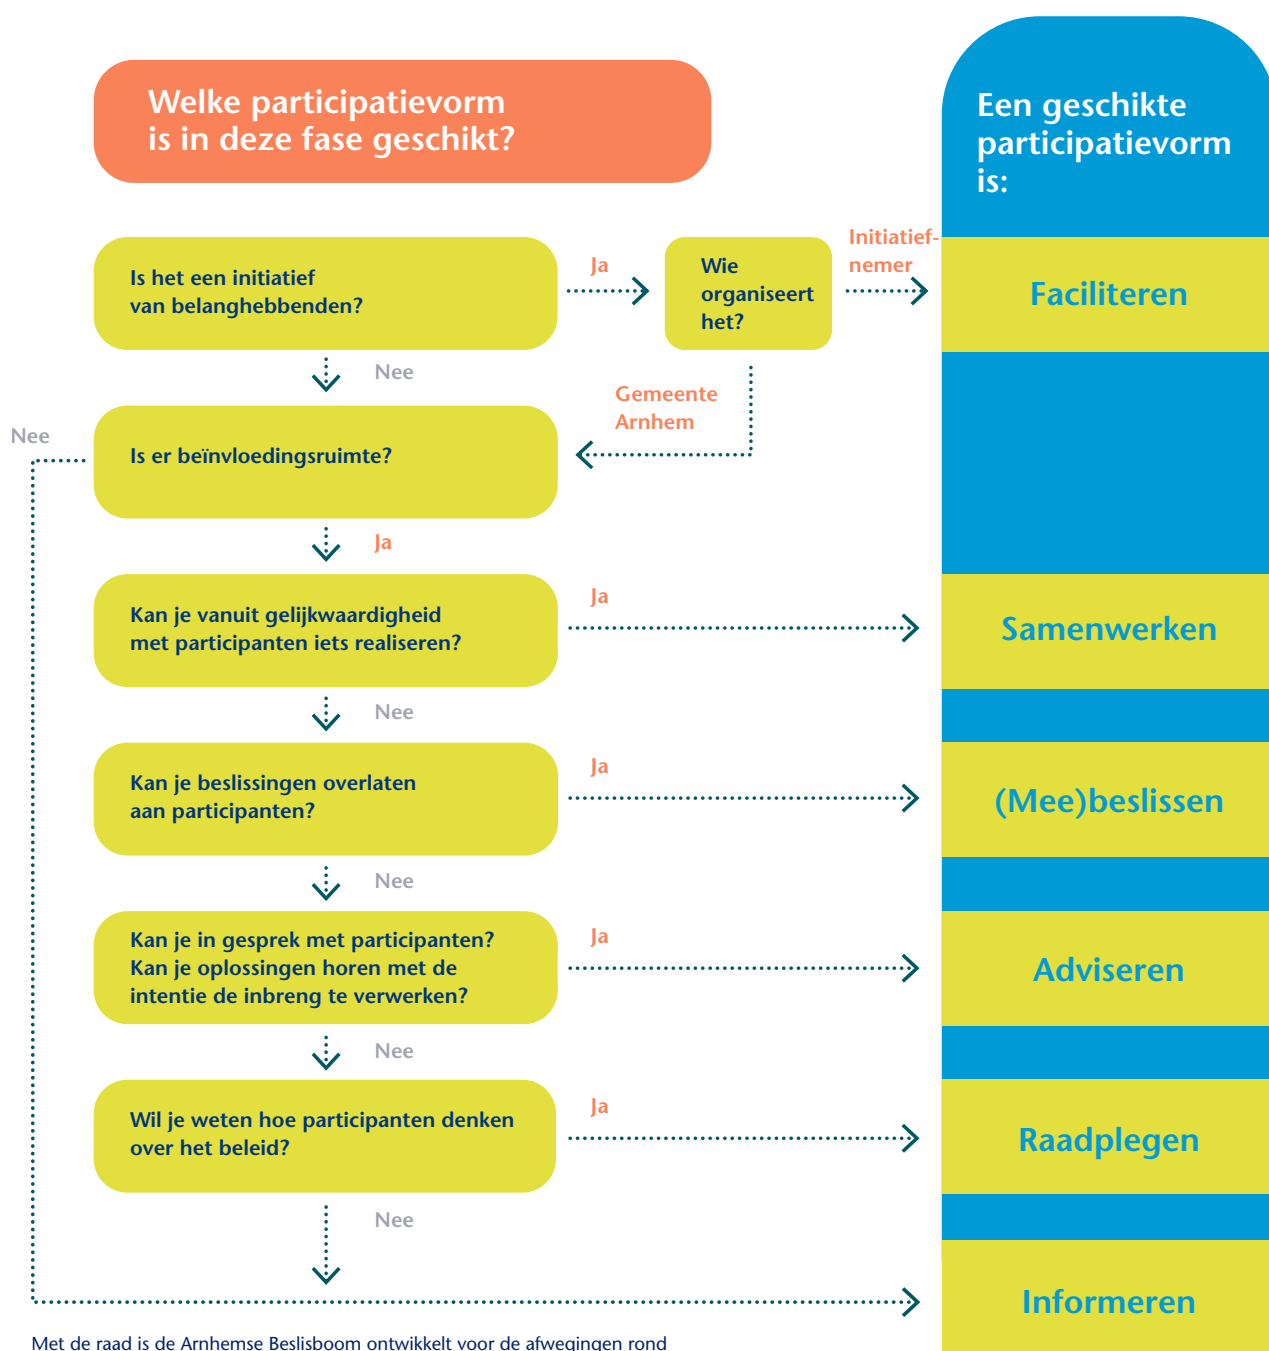 Welke participatievorm
is in deze fase geschikt?
Een geschikte
participatievorm
is:
Is het een initiatief
van belanghebbenden?
Ja
Wie
organiseert
het?
Initiatief-
nemer
Faciliteren
Nee
Gemeente
Arnhem
Nee
Is er beïnvloedingsruimte?
Ja
Kan je vanuit gelijkwaardigheid
met participanten iets realiseren?
Ja
Samenwerken
Nee
Kan je beslissingen overlaten
aan participanten?
Ja
(Mee)beslissen
Nee
Kan je in gesprek met participanten?
Kan je oplossingen horen met de
intentie de inbreng te verwerken?
Ja
Adviseren
Nee
Wil je weten hoe participanten denken
over het beleid?
Ja
Raadplegen
Nee
Informeren
Met de raad is de Arnhemse Beslisboom ontwikkelt voor de afwegingen rond